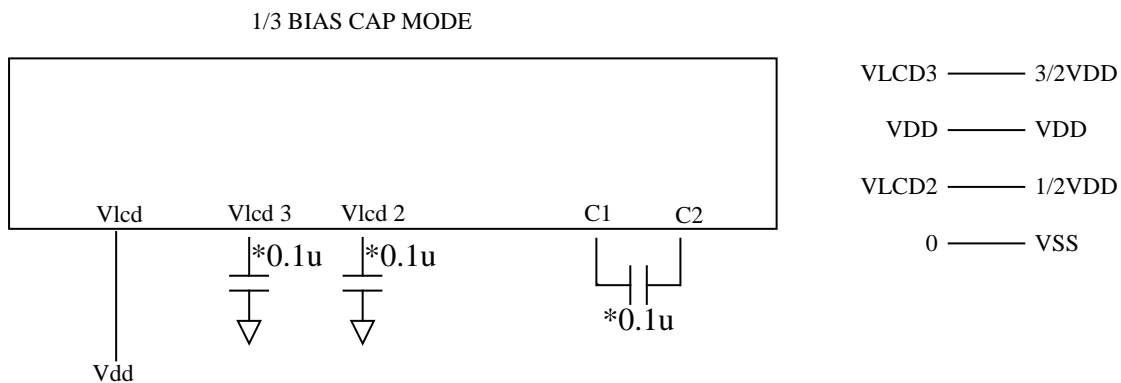 1/3 BIAS CAP MODE
VLCD3 3/2VDD
VDD VDD
VLCD2 1/2VDD
0 VSS
Vlcd Vlcd 3 Vlcd 2 C1 C2
*0.1u *0.1u
*0.1u
Vdd